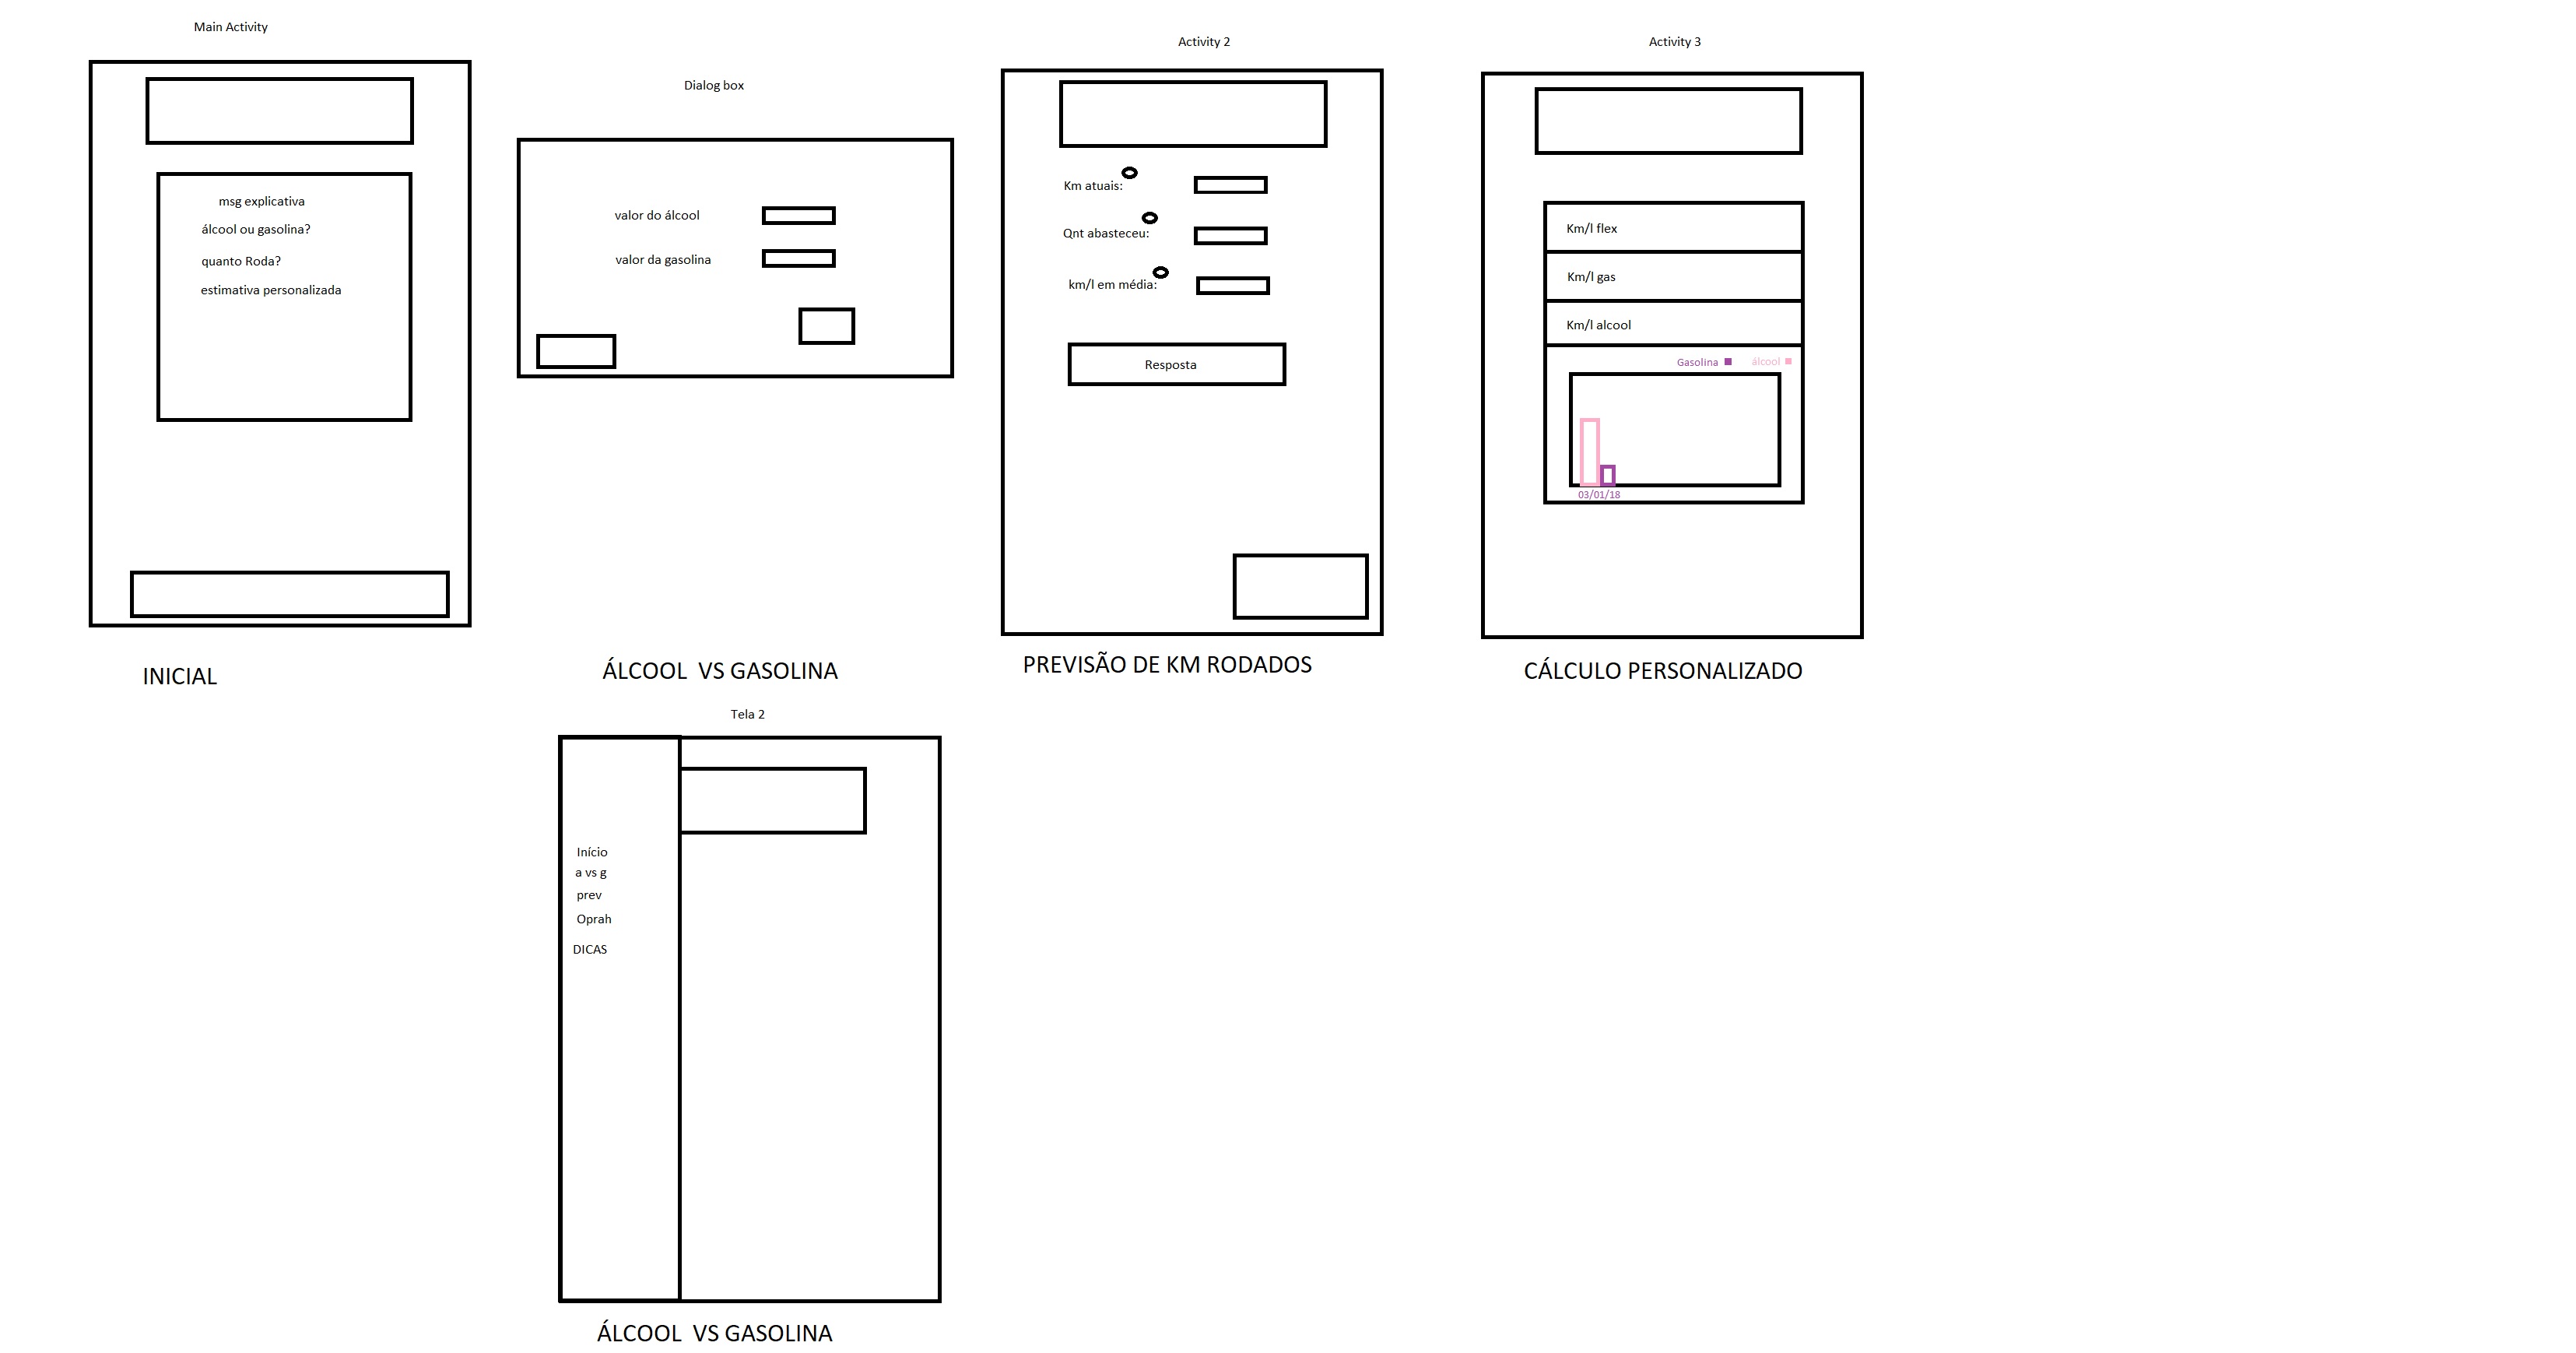 Main Activity
msg explicativa
álcool ou gasolina?
quanto Roda?
estimativa personalizada
INICIAL
Dialog box
valor do álcool
valor da gasolina
ÁLCOOL  VS GASOLINA
Activity 2
Km atuais:
Qnt abasteceu:
km/l em média:
Resposta
PREVISÃO DE KM RODADOS
Activity 3
Km/l flex
Km/l gas
Km/l alcool
Gasolina
álcool
03/01/18
CÁLCULO PERSONALIZADO
Tela 2
Início
a vs g
prev
Oprah
DICAS
ÁLCOOL  VS GASOLINA